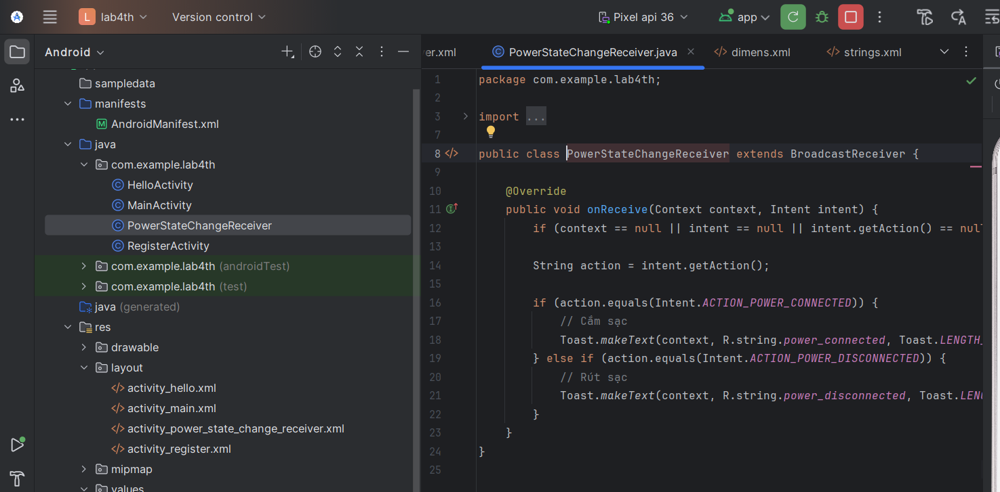 L lab4th Version control Pixel api 36 app
Android
er.xml PowerStateChangeReceiver.java dimens.xml strings.xml
sampledata
manifests
AndroidManifest.xml
java
com.example.lab4th
HelloActivity
MainActivity
PowerStateChangeReceiver
RegisterActivity
com.example.lab4th (androidTest)
com.example.lab4th (test)
java (generated)
res
drawable
layout
activity_hello.xml
activity_main.xml
activity_power_state_change_receiver.xml
activity_register.xml
mipmap
values
1 package com.example.lab4th;
2
3 import ...
7
8 public class PowerStateChangeReceiver extends BroadcastReceiver {
9
10 @Override
11 public void onReceive(Context context, Intent intent) {
12 if (context == null || intent == null || intent.getAction() == nul
13
14 String action = intent.getAction();
15
16 if (action.equals(Intent.ACTION_POWER_CONNECTED)) {
17 // Cắm sạc
18 Toast.makeText(context, R.string.power_connected, Toast.LENGTH_
19 } else if (action.equals(Intent.ACTION_POWER_DISCONNECTED)) {
20 // Rút sạc
21 Toast.makeText(context, R.string.power_disconnected, Toast.LEN
22 }
23 }
24 }
25